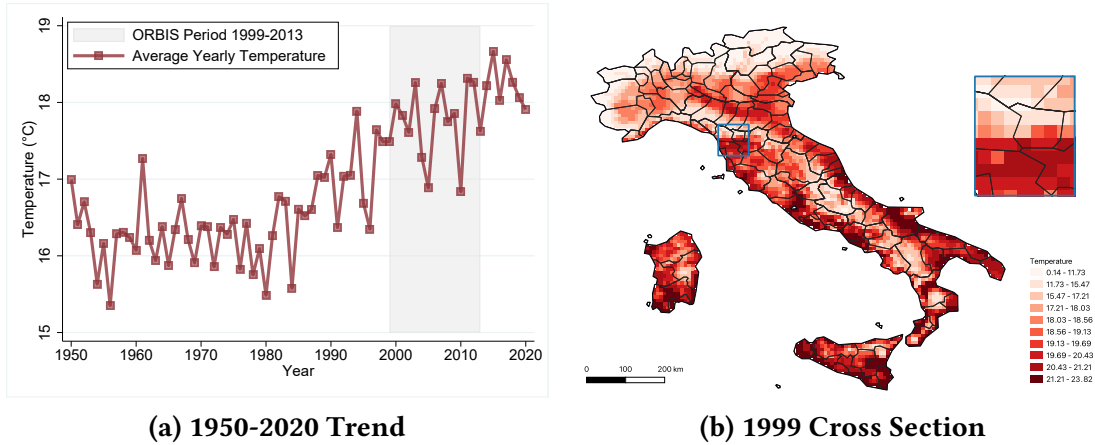 ORBIS Period 1999-2013
Average Yearly Temperature
Temperature (°C)
19
18
17
16
15
1950 1960 1970 1980 1990 2000 2010 2020
Year
(a) 1950-2020 Trend
Temperature
0.14 - 11.73
11.73 - 15.47
15.47 - 17.21
17.21 - 18.03
18.03 - 18.56
18.56 - 19.13
19.13 - 19.69
19.69 - 20.43
20.43 - 21.21
21.21 - 23.82
0 100 200 km
(b) 1999 Cross Section